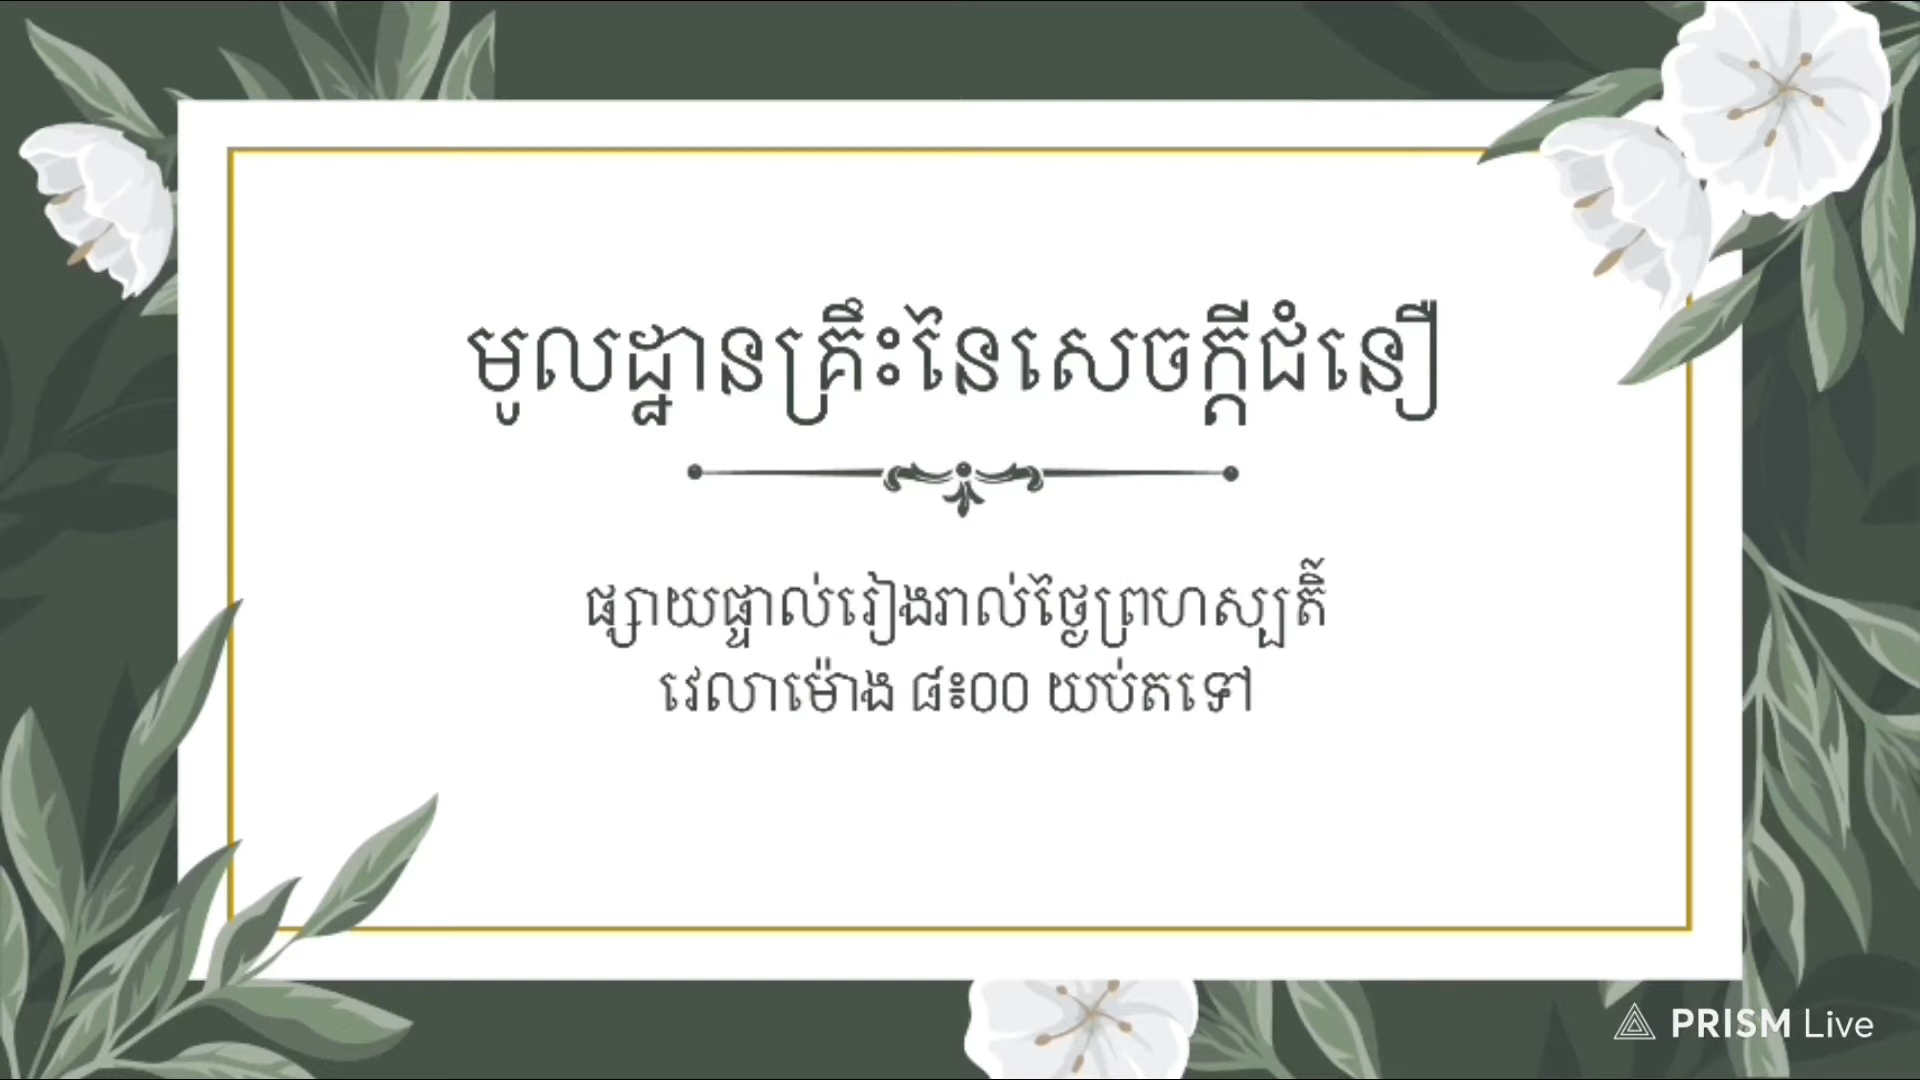 មូលដ្ឋានគ្រឹះនៃសេចក្តីជំនឿ
ផ្សាយផ្ទាល់រៀងរាល់ថ្ងៃព្រហស្បតិ៍
វេលាម៉ោង ៨៖០០ យប់តទៅ
PRISM Live